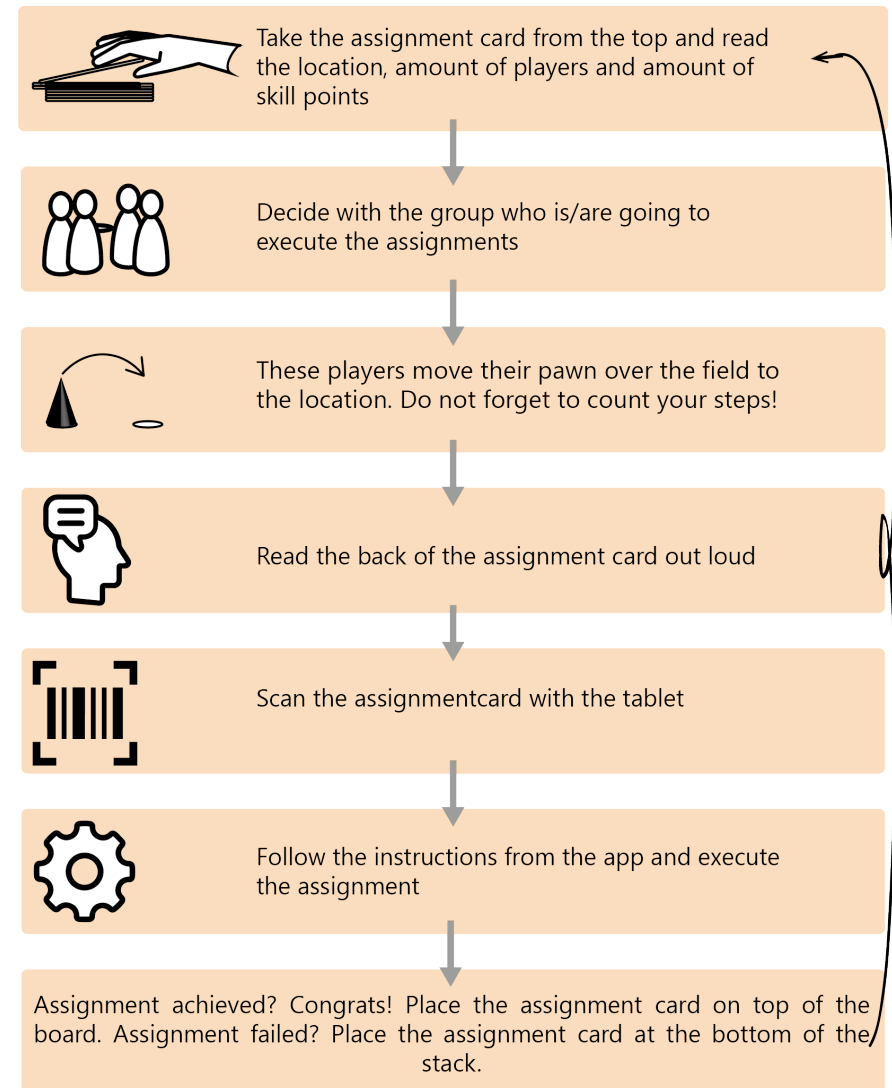 Take the assignment card from the top and read
the location, amount of players and amount of
skill points
Decide with the group who is/are going to
execute the assignments
These players move their pawn over the field to
the location. Do not forget to count your steps!
Read the back of the assignment card out loud
Scan the assignmentcard with the tablet
Follow the instructions from the app and execute
the assignment
Assignment achieved? Congrats! Place the assignment card on top of the
board. Assignment failed? Place the assignment card at the bottom of the
stack.